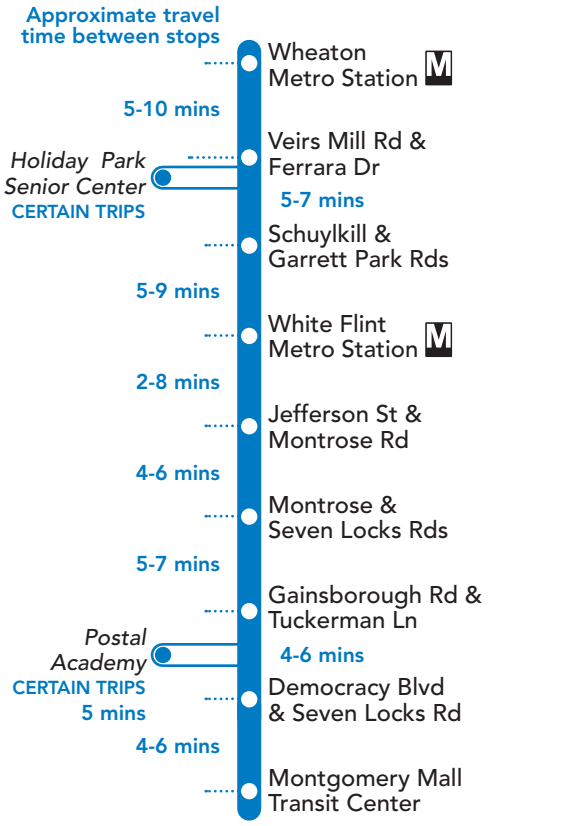 Approximate travel
time between stops
Wheaton
Metro Station M
5-10 mins
Veirs Mill Rd &
Ferrara Dr
Holiday Park
Senior Center
CERTAIN TRIPS
5-7 mins
Schuylkill &
Garrett Park Rds
5-9 mins
White Flint
Metro Station M
2-8 mins
Jefferson St &
Montrose Rd
4-6 mins
Montrose &
Seven Locks Rds
5-7 mins
Gainsborough Rd &
Tuckerman Ln
Postal
Academy
CERTAIN TRIPS
5 mins
4-6 mins
Democracy Blvd
& Seven Locks Rd
4-6 mins
Montgomery Mall
Transit Center